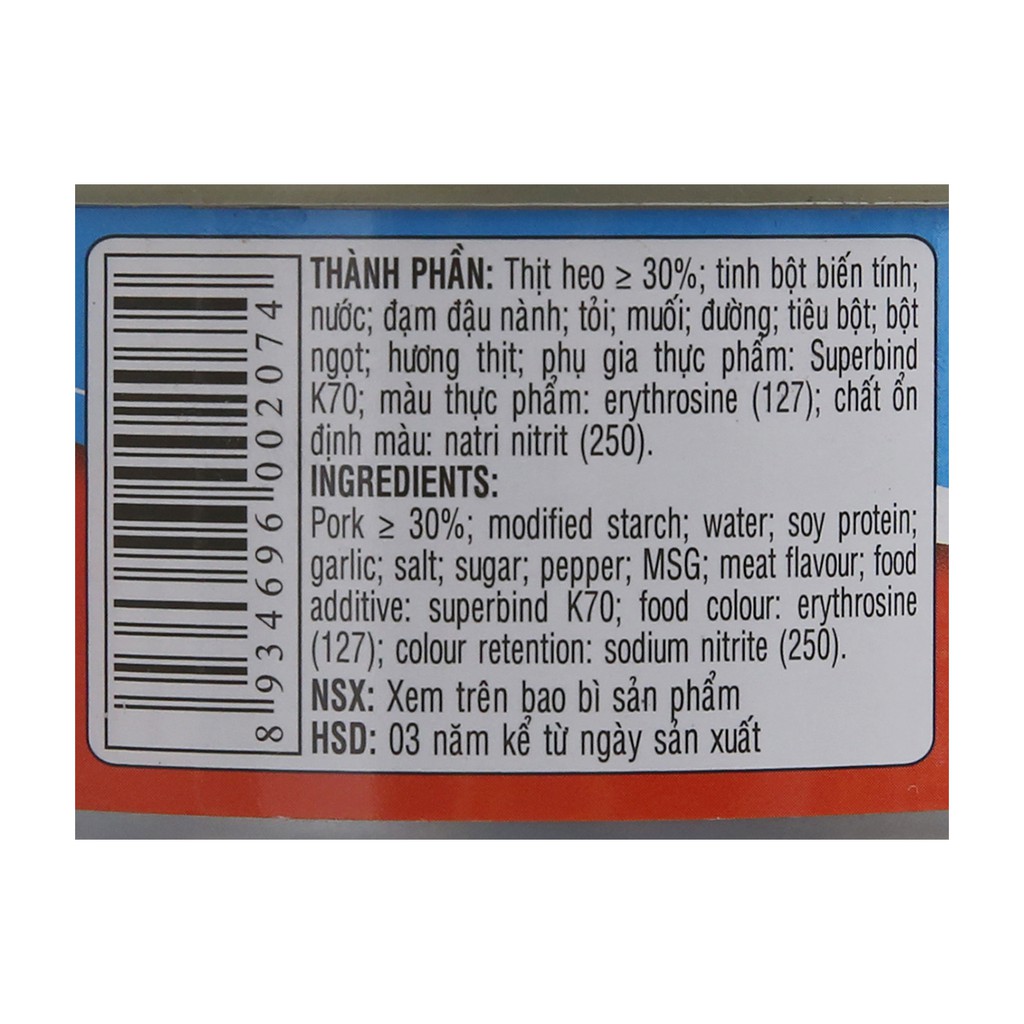 THÀNH PHẦN: Thịt heo ≥ 30%; tinh bột biến tính;
nước; đạm đậu nành; tỏi; muối; đường; tiêu bột; bột
ngọt; hương thịt; phụ gia thực phẩm: Superbind
K70; màu thực phẩm: erythrosine (127); chất ổn
định màu: natri nitrit (250).
INGREDIENTS:
Pork ≥ 30%; modified starch; water; soy protein;
garlic; salt; sugar; pepper; MSG; meat flavour; food
additive: superbind K70; food colour: erythrosine
(127); colour retention: sodium nitrite (250).
NSX: Xem trên bao bì sản phẩm
HSD: 03 năm kể từ ngày sản xuất
8 934696 002074